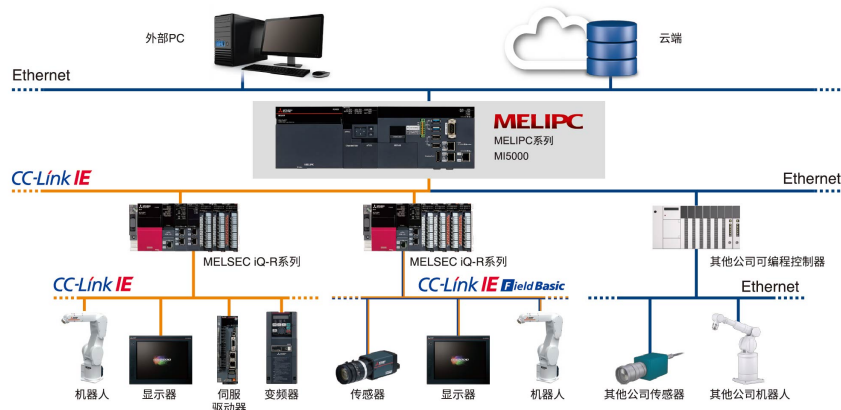 外部PC
云端
Ethernet
MELIPC
MELIPC系列
MI5000
CC-Link IE
Ethernet
MELSEC iQ-R系列
MELSEC iQ-R系列
其他公司可编程控制器
CC-Link IE
CC-Link IE Field Basic
Ethernet
机器人
显示器
伺服
驱动器
变频器
传感器
显示器
机器人
其他公司传感器
其他公司机器人